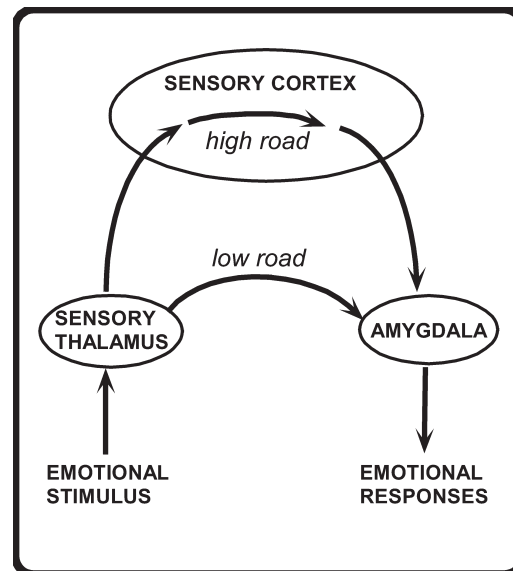 SENSORY CORTEX
high road
low road
SENSORY
THALAMUS
AMYGDALA
EMOTIONAL
STIMULUS
EMOTIONAL
RESPONSES